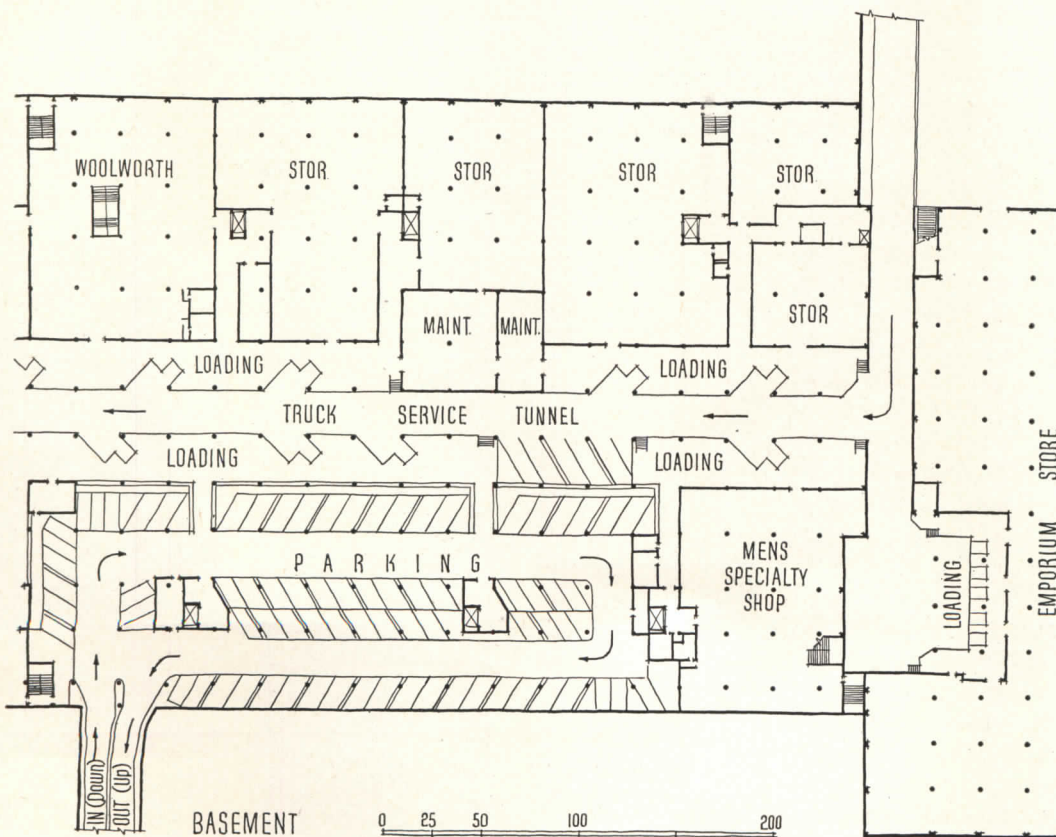 WOOLWORTH
STOR.
STOR
STOR
STOR.
STOR
MAINT.
MAINT.
LOADING
LOADING
TRUCK SERVICE TUNNEL
LOADING
LOADING
PARKING
MENS
SPECIALTY
SHOP
LOADING
EMPORIUM STORE
IN (Down)
OUT (Up)
BASEMENT
0 25 50 100 200